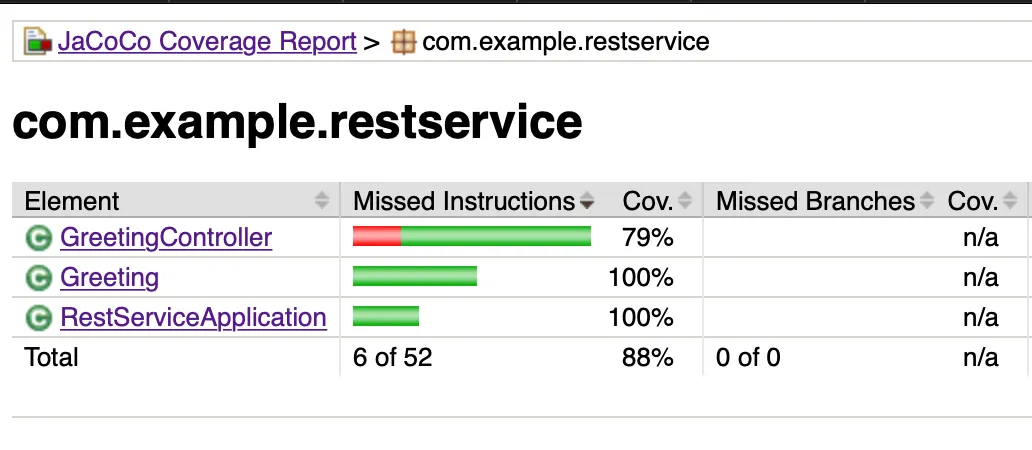 JaCoCo Coverage Report > com.example.restservice
com.example.restservice
Element Missed Instructions Cov. Missed Branches Cov.
C GreetingController 79% n/a
C Greeting 100% n/a
C RestServiceApplication 100% n/a
Total 6 of 52 88% 0 of 0 n/a